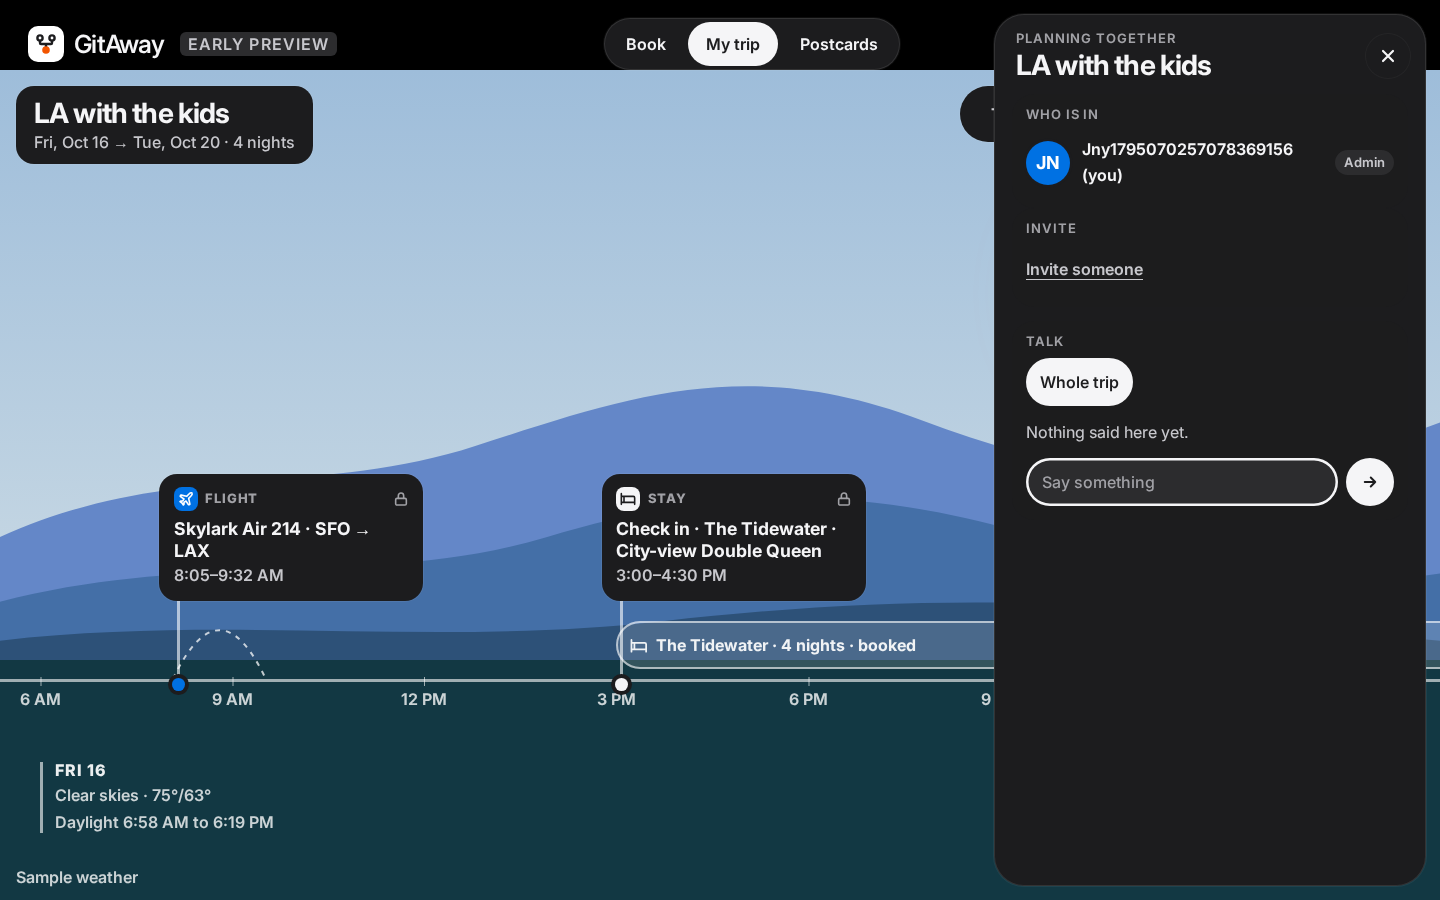 GitAway
EARLY PREVIEW
Book
My trip
Postcards
LA with the kids
Fri, Oct 16 → Tue, Oct 20 · 4 nights
PLANNING TOGETHER
LA with the kids
WHO IS IN
JN
Jny1795070257078369156
(you)
Admin
INVITE
Invite someone
TALK
Whole trip
Nothing said here yet.
Say something
FLIGHT
Skylark Air 214 · SFO →
LAX
8:05–9:32 AM
STAY
Check in · The Tidewater ·
City-view Double Queen
3:00–4:30 PM
The Tidewater · 4 nights · booked
6 AM
9 AM
12 PM
3 PM
6 PM
9
FRI 16
Clear skies · 75°/63°
Daylight 6:58 AM to 6:19 PM
Sample weather